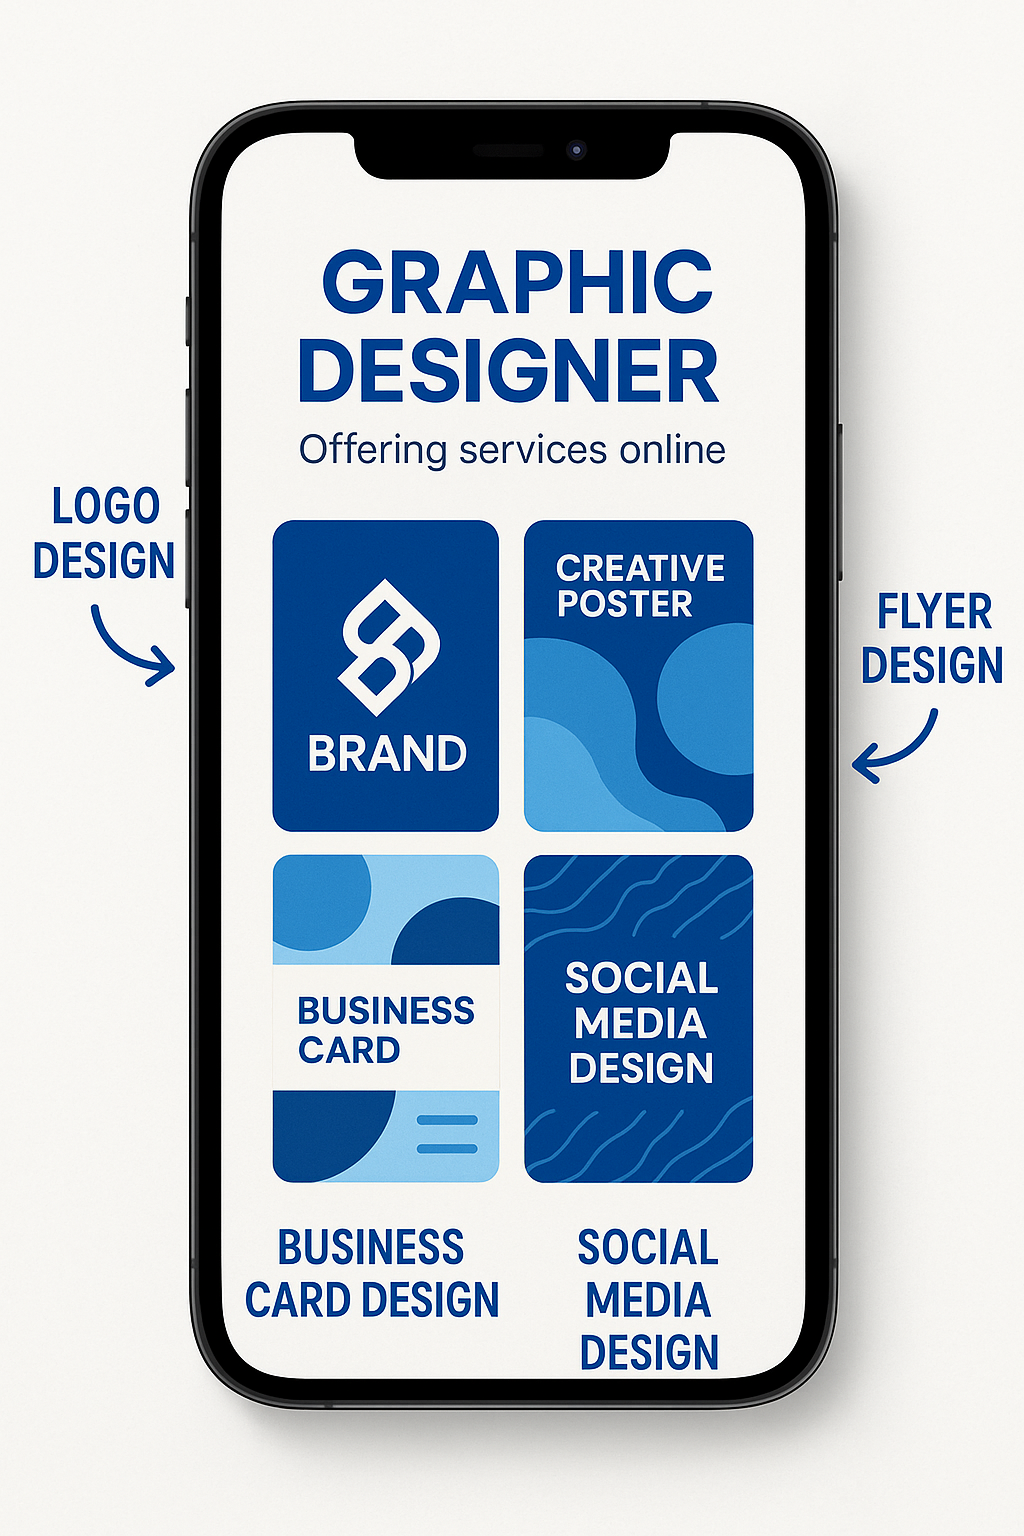 GRAPHIC
DESIGNER
Offering services online
LOGO
DESIGN
FLYER
DESIGN
BRAND
CREATIVE
POSTER
BUSINESS
CARD
SOCIAL
MEDIA
DESIGN
BUSINESS
CARD DESIGN
SOCIAL
MEDIA
DESIGN